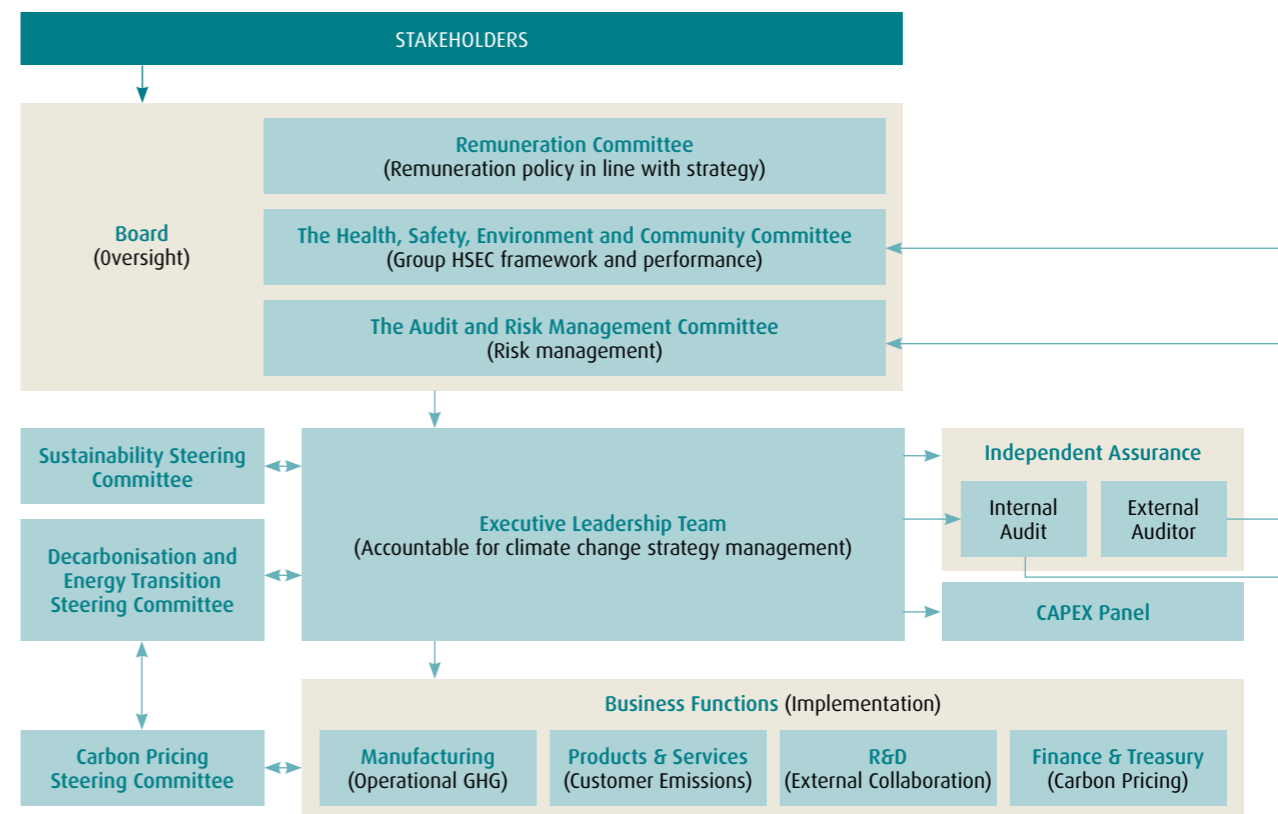 STAKEHOLDERS
Remuneration Committee
(Remuneration policy in line with strategy)
Board
(Oversight)
The Health, Safety, Environment and Community Committee
(Group HSEC framework and performance)
The Audit and Risk Management Committee
(Risk management)
Sustainability Steering
Committee
Executive Leadership Team
(Accountable for climate change strategy management)
Independent Assurance
Internal
Audit
External
Auditor
Decarbonisation and
Energy Transition
Steering Committee
CAPEX Panel
Business Functions (Implementation)
Carbon Pricing
Steering Committee
Manufacturing
(Operational GHG)
Products & Services
(Customer Emissions)
R&D
(External Collaboration)
Finance & Treasury
(Carbon Pricing)